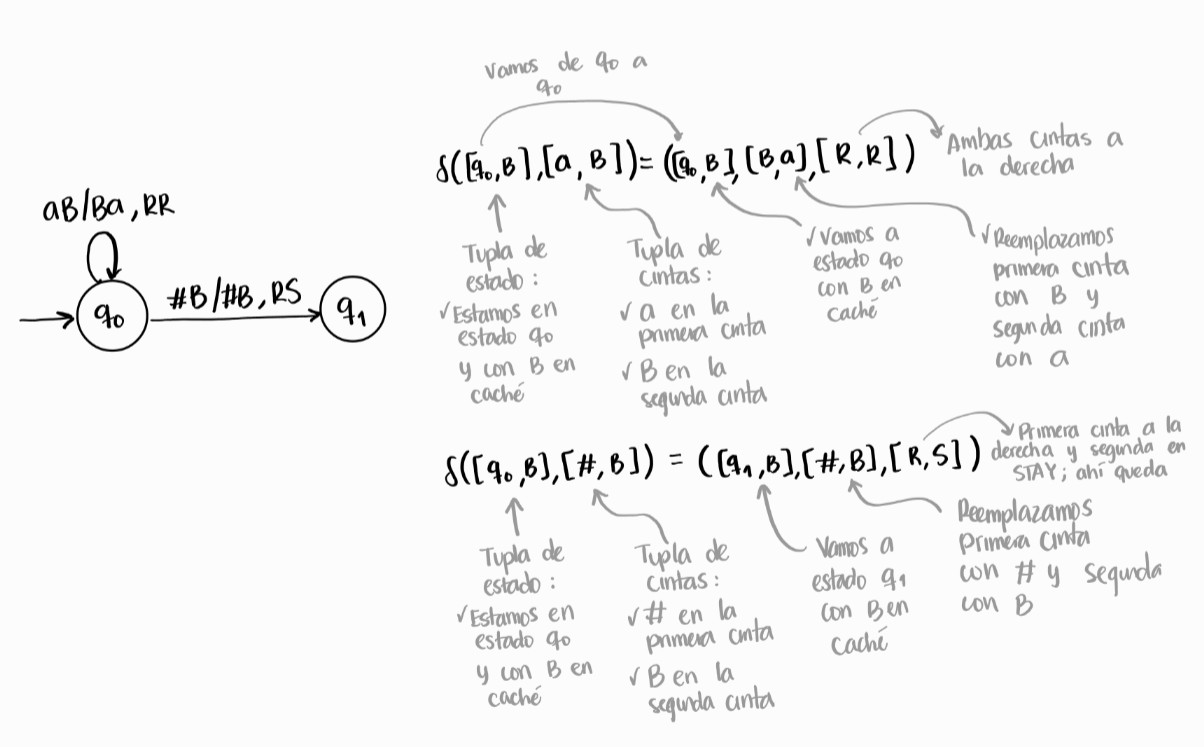 Vamos de q0 a
q0
δ([q0,B],[a,B])=([q0,B],[B,a],[R,R])
Ambas cintas a
la derecha
aB/Ba,RR
q0
#B/#B,RS
q1
Tupla de
estado:
✓Estamos en
estado q0
y con B en
caché
Tupla de
cintas:
✓ a en la
primera cinta
✓ B en la
segunda cinta
✓Vamos a
estado q0
con B en
caché
✓Reemplazamos
primera cinta
con B y
segunda cinta
con a
δ([q0,B],[#,B]) = ([q1,B],[#,B],[R,S])
Primera cinta a la
derecha y segunda en
STAY; ahí queda
Tupla de
estado:
✓Estamos en
estado q0
y con B en
caché
Tupla de
cintas:
✓# en la
primera cinta
✓ B en la
segunda cinta
Vamos a
estado q1
con B en
caché
Reemplazamos
Primera cinta
con # y segunda
con B